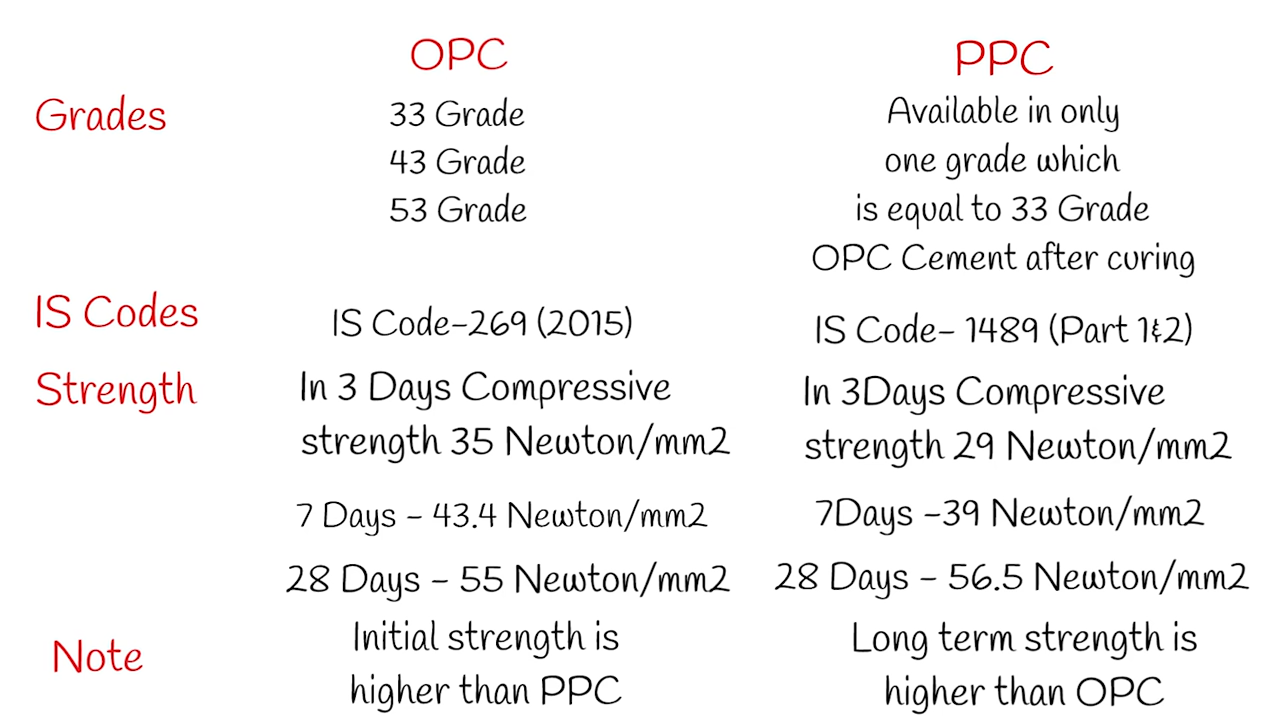 OPC PPC
Grades 33 Grade Available in only
43 Grade one grade which
53 Grade is equal to 33 Grade
OPC Cement after curing
IS Codes IS Code-269 (2015) IS Code- 1489 (Part 1&2)
Strength In 3 Days Compressive In 3Days Compressive
strength 35 Newton/mm2 strength 29 Newton/mm2
7 Days - 43.4 Newton/mm2 7Days -39 Newton/mm2
28 Days - 55 Newton/mm2 28 Days - 56.5 Newton/mm2
Note Initial strength is Long term strength is
higher than PPC higher than OPC